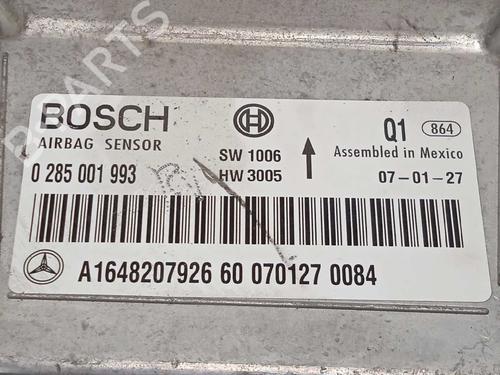 BOSCH
AIRBAG SENSOR
0 285 001 993
SW 1006
HW 3005
Q1 864
Assembled in Mexico
07-01-27
A1648207926 60 070127 0084
PARTS